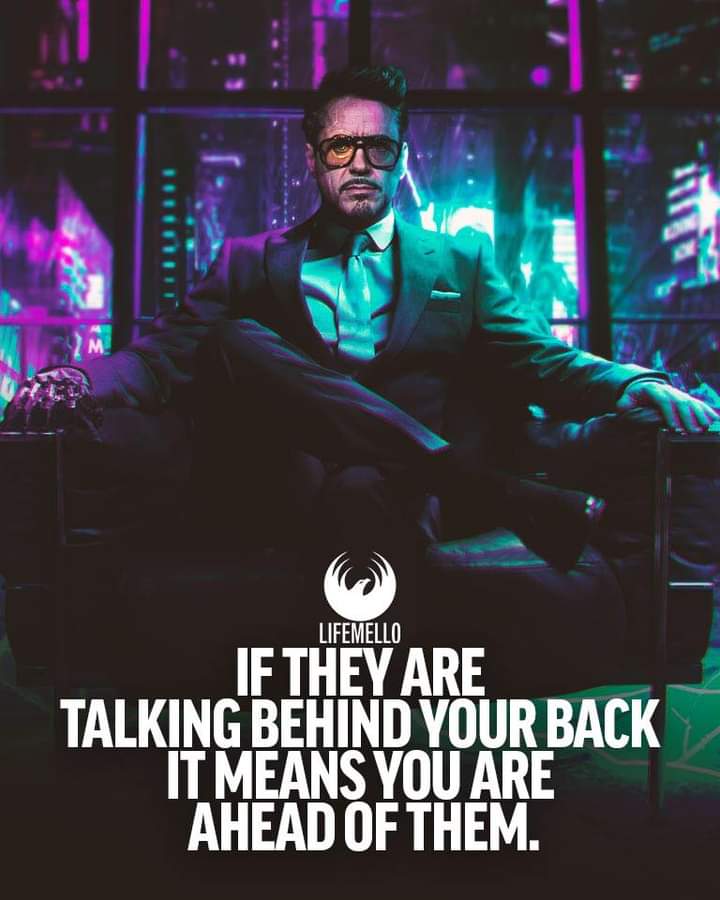 LIFEMELLO
IF THEY ARE
TALKING BEHIND YOUR BACK
IT MEANS YOU ARE
AHEAD OF THEM.